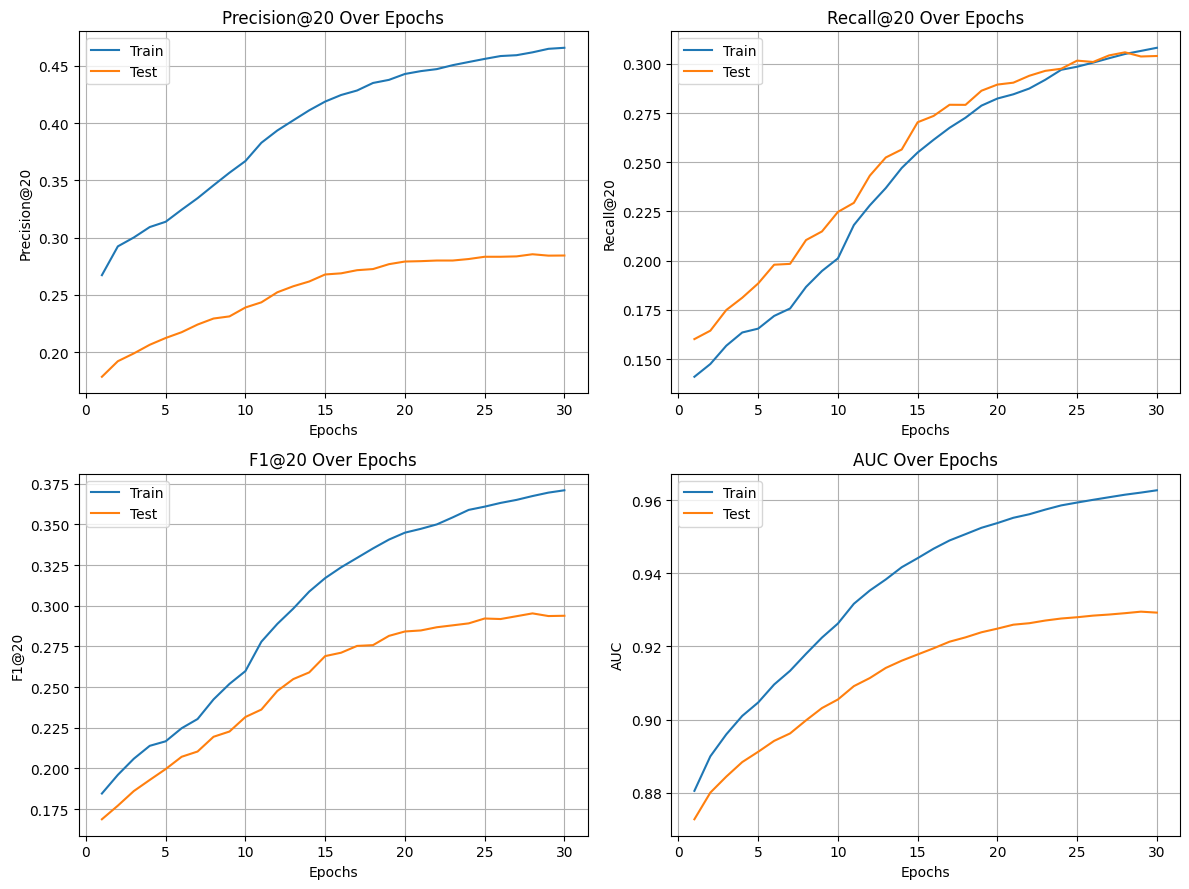 Precision@20 Over Epochs
Train
Test
Precision@20
0.45
0.40
0.35
0.30
0.25
0.20
0 5 10 15 20 25 30
Epochs
Recall@20 Over Epochs
Train
Test
Recall@20
0.300
0.275
0.250
0.225
0.200
0.175
0.150
0 5 10 15 20 25 30
Epochs
F1@20 Over Epochs
Train
Test
F1@20
0.375
0.350
0.325
0.300
0.275
0.250
0.225
0.200
0.175
0 5 10 15 20 25 30
Epochs
AUC Over Epochs
Train
Test
AUC
0.96
0.94
0.92
0.90
0.88
0 5 10 15 20 25 30
Epochs